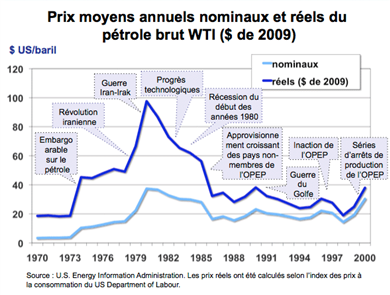 Prix moyens annuels nominaux et réels du
pétrole brut WTI ($ de 2009)
$ US/baril
nominaux
réels ($ de 2009)
120
100
80
60
40
20
0
Embargo
arable
sur le
pétrole
Révolution
iranienne
Guerre
Iran-Irak
Progrès
technologiques
Récession du
début des
années 1980
Approvisionne
ment croissant
des pays non-
membres de
l'OPEP
Guerre
du
Golfe
Inaction de
l'OPEP
Séries
d'arrêts de
production de
l'OPEP
1970 1973 1976 1979 1982 1985 1988 1991 1994 1997 2000
Source : U.S. Energy Information Administration. Les prix réels ont été calculés selon l'index des prix à
la consommation du US Department of Labour.